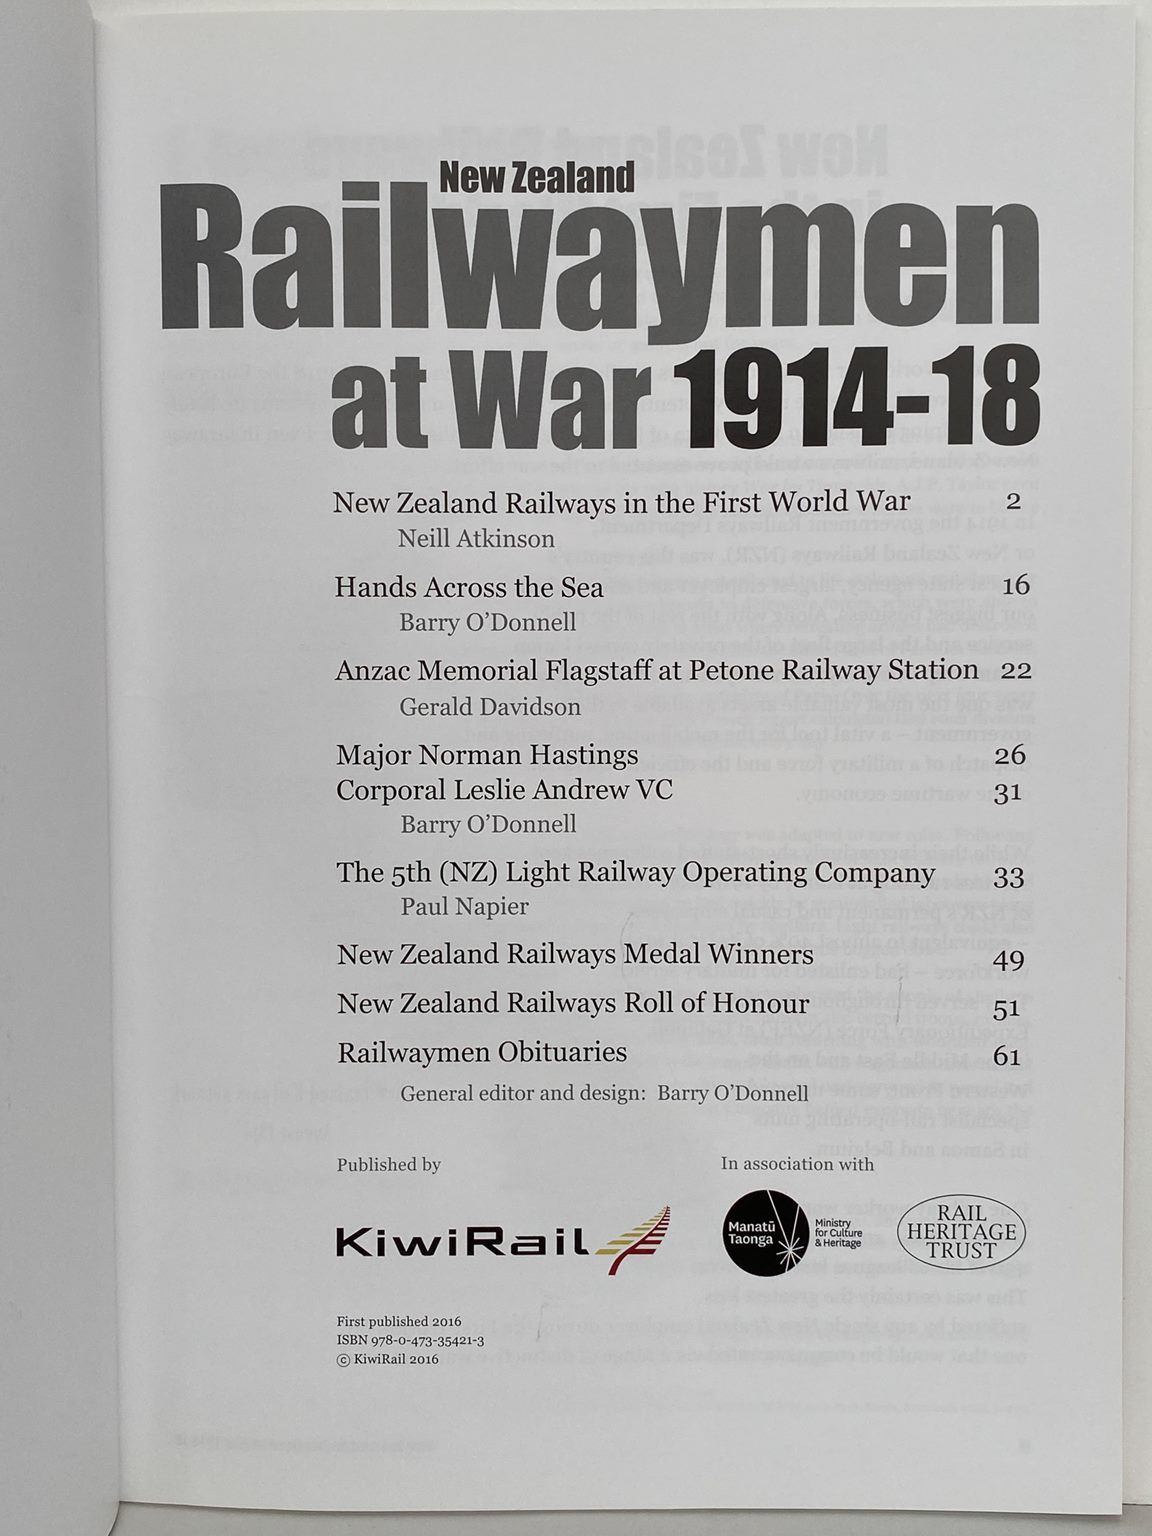 New Zealand
Railwaymen
at War 1914-18
New Zealand Railways in the First World War 2
Neill Atkinson
Hands Across the Sea 16
Barry O'Donnell
Anzac Memorial Flagstaff at Petone Railway Station 22
Gerald Davidson
Major Norman Hastings 26
Corporal Leslie Andrew VC 31
Barry O'Donnell
The 5th (NZ) Light Railway Operating Company 33
Paul Napier
New Zealand Railways Medal Winners 49
New Zealand Railways Roll of Honour 51
Railwaymen Obituaries 61
General editor and design: Barry O'Donnell
Published by
KiwiRail
In association with
Manatū
Taonga
Ministry
for Culture
& Heritage
RAIL
HERITAGE
TRUST
First published 2016
ISBN 978-0-473-35421-3
© KiwiRail 2016